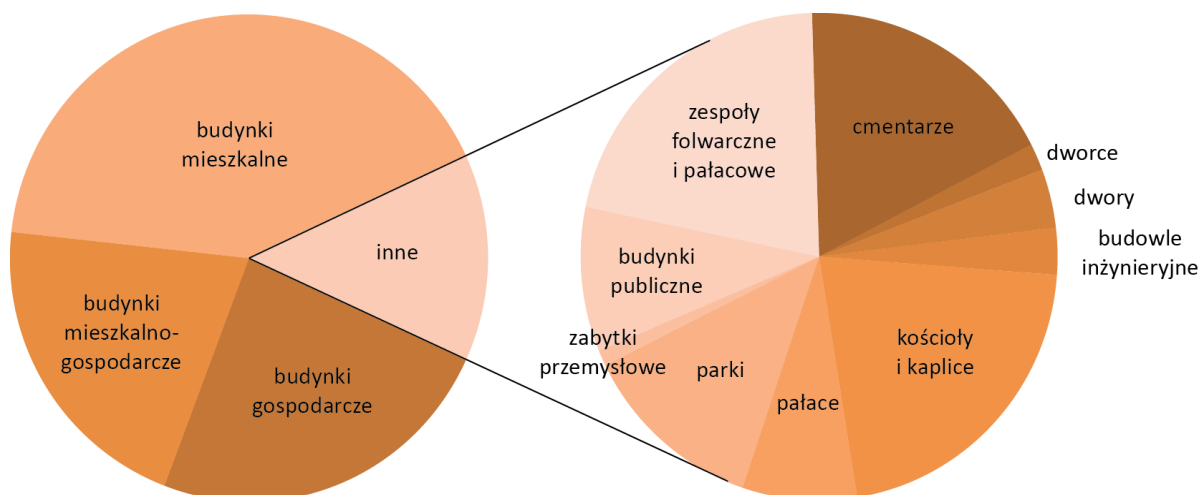 budynki
mieszkalne
inne
budynki
mieszkalno-
gospodarcze
budynki
gospodarcze
zespoły
folwarczne
i pałacowe
cmentarze
dworce
dwory
budowle
inżynieryjne
budynki
publiczne
zabytki
przemysłowe
parki
pałace
kościoły
i kaplice